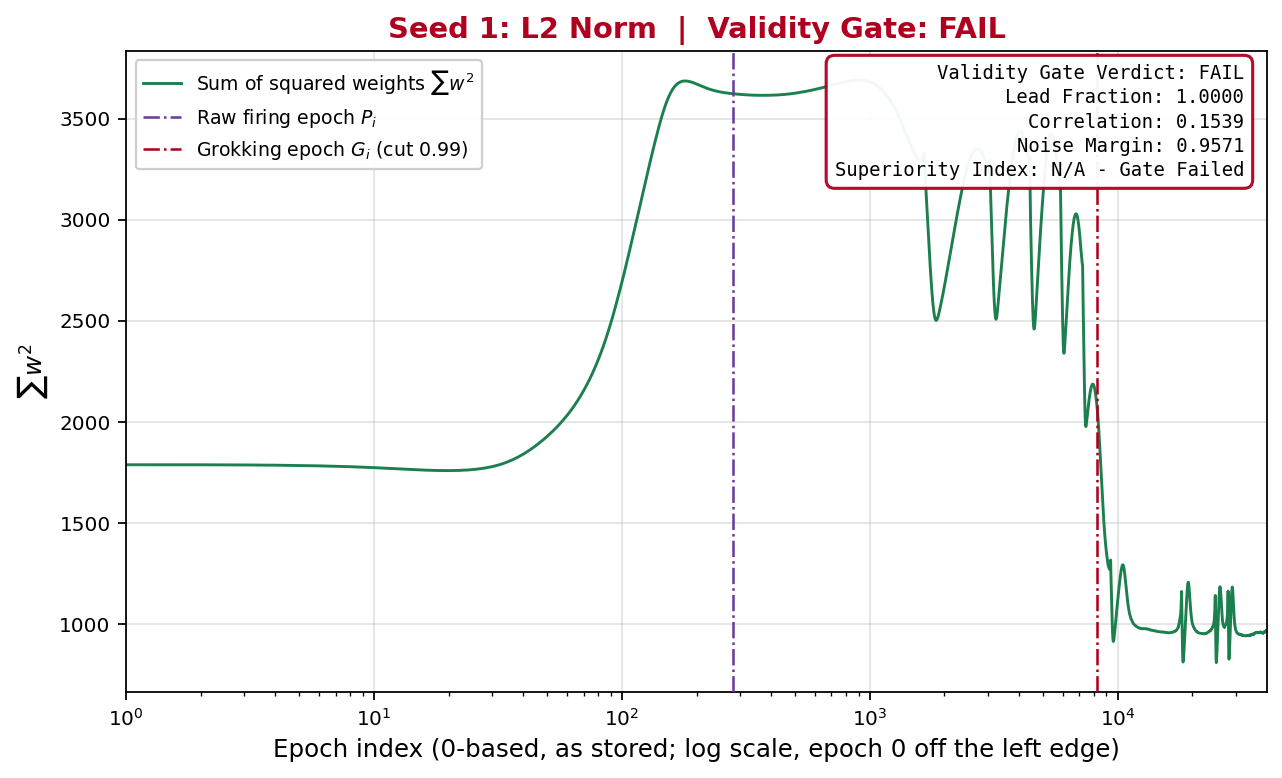 Seed 1: L2 Norm | Validity Gate: FAIL
Sum of squared weights ∑w²
Raw firing epoch Pᵢ
Grokking epoch Gᵢ (cut 0.99)
Validity Gate Verdict: FAIL
Lead Fraction: 1.0000
Correlation: 0.1539
Noise Margin: 0.9571
Superiority Index: N/A - Gate Failed
∑w²
3500
3000
2500
2000
1500
1000
10⁰ 10¹ 10² 10³ 10⁴
Epoch index (0-based, as stored; log scale, epoch 0 off the left edge)